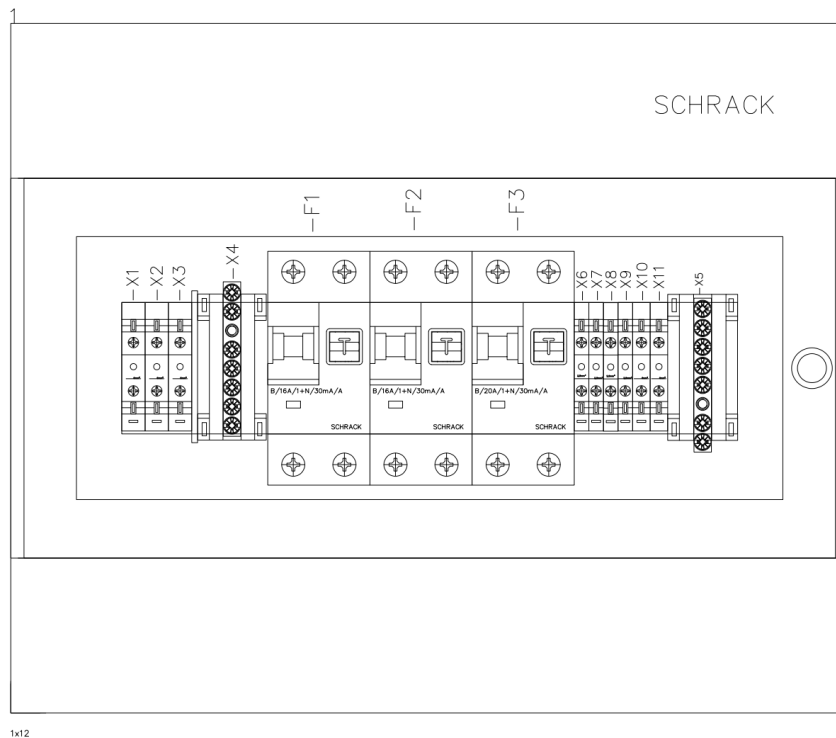 1
SCHRACK
-F1
-F2
-F3
-X1
-X2
-X3
-X4
-X6
-X7
-X8
-X9
-X10
-X11
-X5
B/16A/1+N/30mA/A
B/16A/1+N/30mA/A
B/20A/1+N/30mA/A
SCHRACK
SCHRACK
SCHRACK
1x12